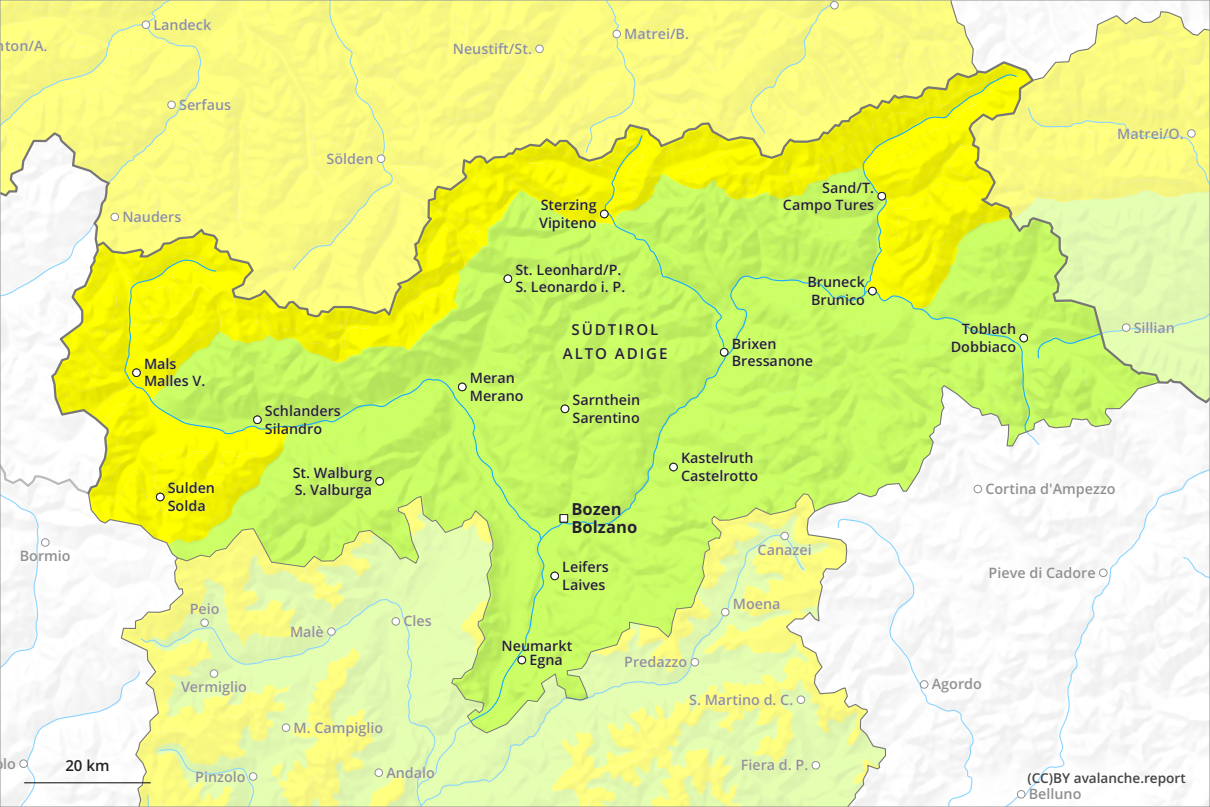 Landeck
nton/A.
Neustift/St.
Matrei/B.
Serfaus
Matrei/O.
Sölden
Nauders
Sand/T.
Campo Tures
Sterzing
Vipiteno
St. Leonhard/P.
S. Leonardo i. P.
Bruneck
Brunico
SÜDTIROL
ALTO ADIGE
Toblach
Dobbiaco
Sillian
Brixen
Bressanone
Mals
Malles V.
Meran
Merano
Schlanders
Silandro
Sarnthein
Sarentino
Kastelruth
Castelrotto
St. Walburg
S. Valburga
Sulden
Solda
Cortina d'Ampezzo
Bozen
Bolzano
Bormio
Canazei
Leifers
Laives
Pieve di Cadore
Peio
Moena
Malè
Cles
Neumarkt
Egna
Predazzo
Vermiglio
Agordo
S. Martino d. C.
M. Campiglio
olo
20 km
Pinzolo
Andalo
Fiera d. P.
(CC)BY avalanche.report
Belluno